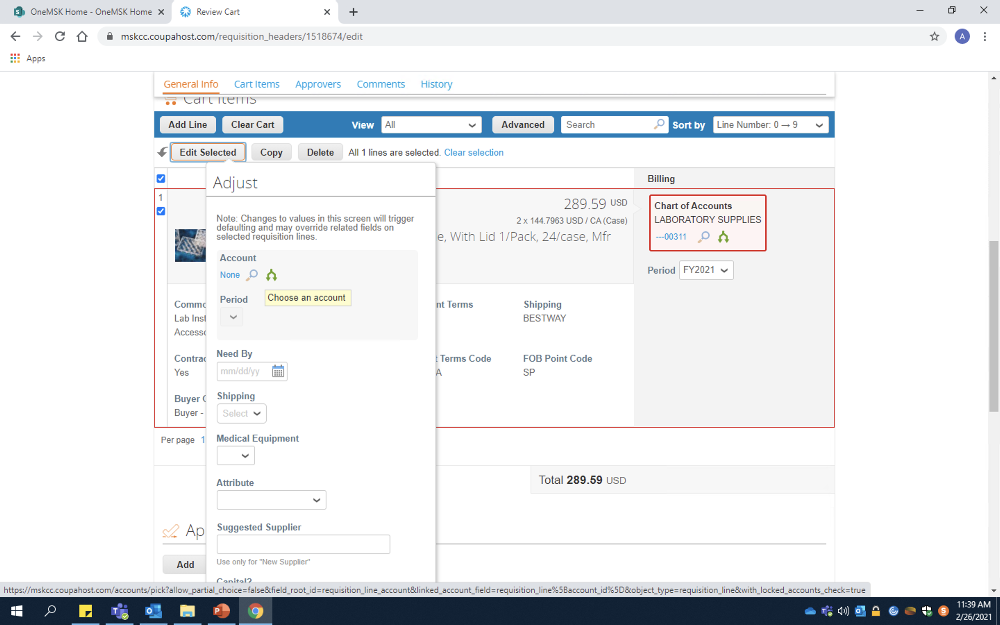 OneMSK Home - OneMSK Home
Review Cart
mskcc.coupahost.com/requisition_headers/1518674/edit
A
Apps
General Info Cart Items Approvers Comments History
Cart Items
Add Line Clear Cart View All Advanced Search Sort by Line Number: 0 → 9
Edit Selected Copy Delete All 1 lines are selected. Clear selection
Adjust
Billing
1
289.59 USD
2 x 144.7963 USD / CA (Case)
e, With Lid 1/Pack, 24/case, Mfr
Chart of Accounts
LABORATORY SUPPLIES
---00311
Period FY2021
Note: Changes to values in this screen will trigger
defaulting and may override related fields on
selected requisition lines.
Account
None
Choose an account
Period
Commo
Lab Inst
Accesso
nt Terms
Shipping
BESTWAY
Contrac
Yes
t Terms Code
A
FOB Point Code
SP
Buyer C
Buyer -
Need By
mm/dd/yy
Shipping
Select
Medical Equipment
Per page 1
Attribute
Total 289.59 USD
Suggested Supplier
Use only for "New Supplier"
Ap
Add
Capital?
https://mskcc.coupahost.com/accounts/pick?allow_partial_choice=false&field_root_id=requisition_line_account&linked_account_field=requisition_line%5Baccount_id%5D&object_type=requisition_line&with_locked_accounts_check=true
11:39 AM
2/26/2021